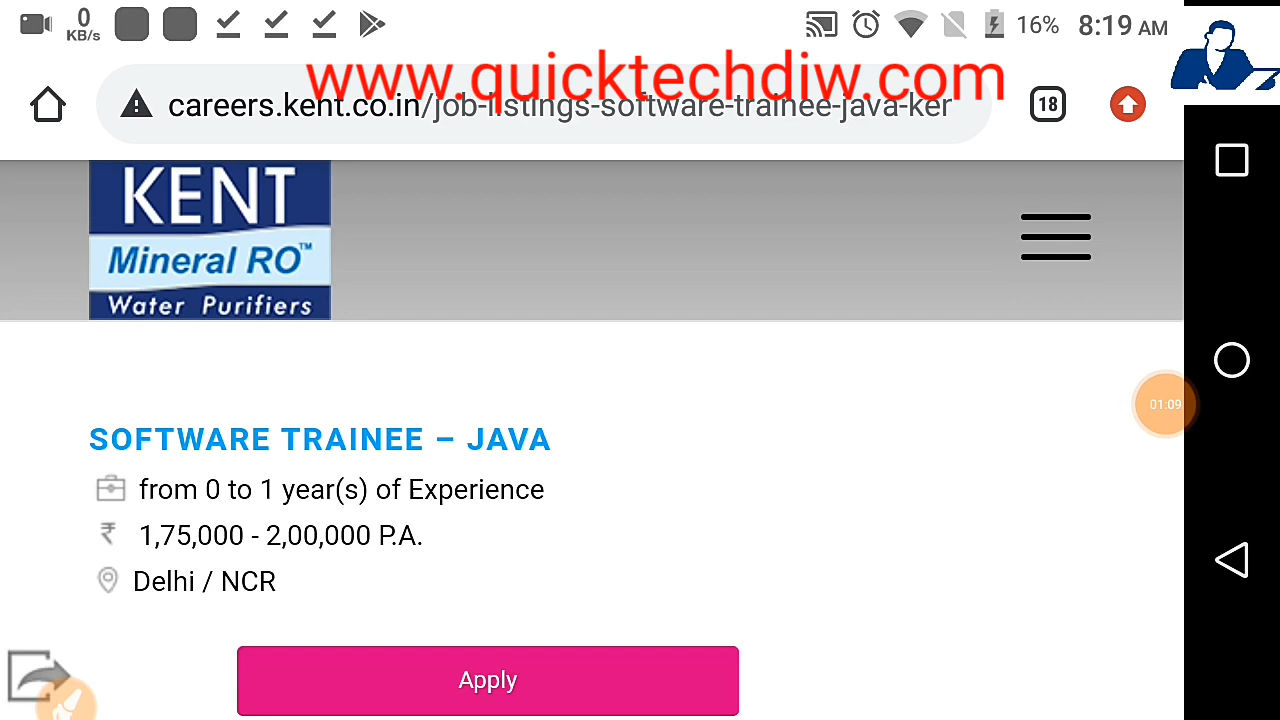 0
KB/s
16%
8:19 AM
www.quicktechdiw.com
careers.kent.co.in/job-listings-software-trainee-java-ker
18
KENT
Mineral RO™
Water Purifiers
01:09
SOFTWARE TRAINEE – JAVA
from 0 to 1 year(s) of Experience
₹ 1,75,000 - 2,00,000 P.A.
Delhi / NCR
Apply